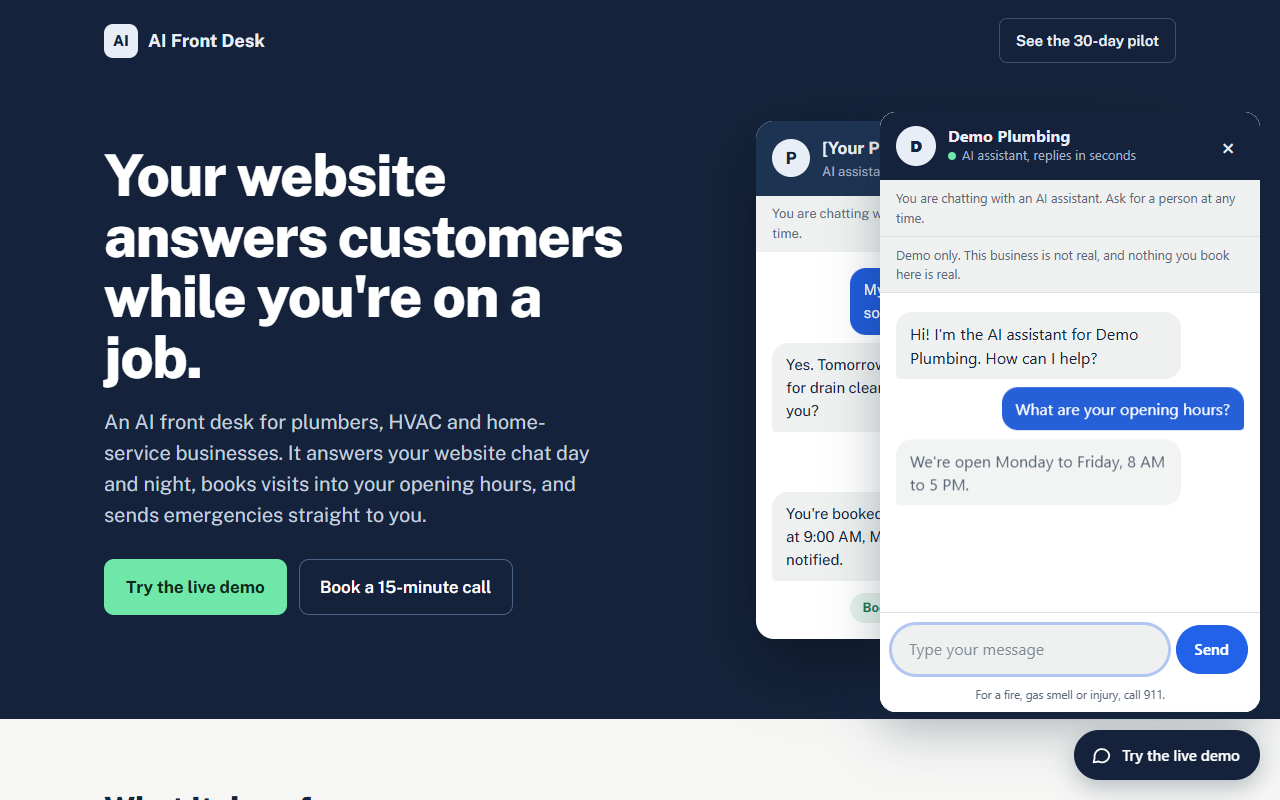 AI
AI Front Desk
See the 30-day pilot
Your website
answers customers
while you're on a
job.
An AI front desk for plumbers, HVAC and home-
service businesses. It answers your website chat day
and night, books visits into your opening hours, and
sends emergencies straight to you.
Try the live demo
Book a 15-minute call
P
[Your P
AI assista
You are chatting w
time.
My
so
Yes. Tomorrow
for drain clea
you?
You're booked
at 9:00 AM, M
notified.
Bo
D
Demo Plumbing
AI assistant, replies in seconds
×
You are chatting with an AI assistant. Ask for a person at any
time.
Demo only. This business is not real, and nothing you book
here is real.
Hi! I'm the AI assistant for Demo
Plumbing. How can I help?
What are your opening hours?
We're open Monday to Friday, 8 AM
to 5 PM.
Type your message
Send
For a fire, gas smell or injury, call 911.
Try the live demo